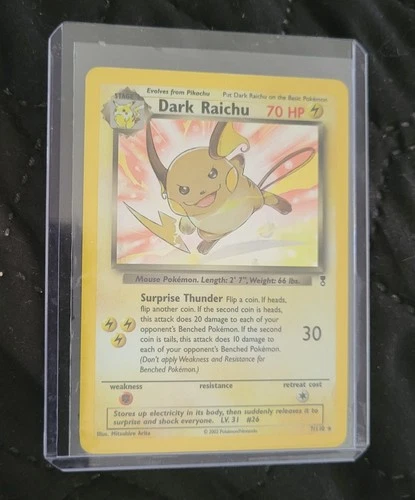 STAGE 1
Evolves from Pikachu
Put Dark Raichu on the Basic Pokémon
Dark Raichu 70 HP
Mouse Pokémon. Length: 2' 7", Weight: 66 lbs.
Surprise Thunder Flip a coin. If heads,
flip another coin. If the second coin is heads,
this attack does 20 damage to each of your
opponent's Benched Pokémon. If the second
coin is tails, this attack does 10 damage to
each of your opponent's Benched Pokémon.
(Don't apply Weakness and Resistance for
Benched Pokémon.)
30
weakness resistance retreat cost
Stores up electricity in its body, then suddenly releases it to
surprise and shock everyone. LV. 31 #26
Illus. Mitsuhiro Arita
© 2002 Pokémon/Nintendo